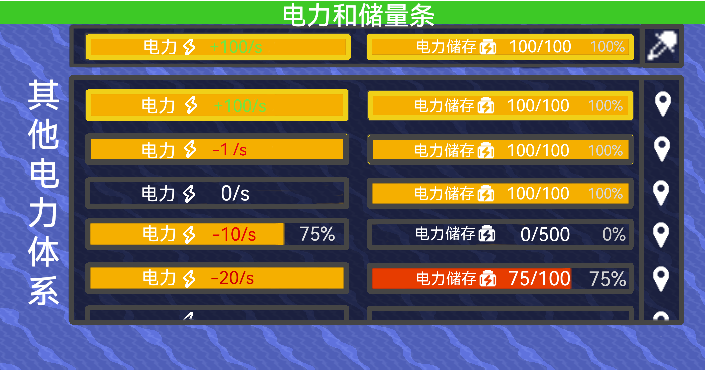 电力和储量条
电力 +100/s 电力储存 100/100 100%
其他电力体系
电力 +100/s 电力储存 100/100 100%
电力 -1/s 电力储存 100/100 100%
电力 0/s 电力储存 100/100 100%
电力 -10/s 75% 电力储存 0/500 0%
电力 -20/s 电力储存 75/100 75%